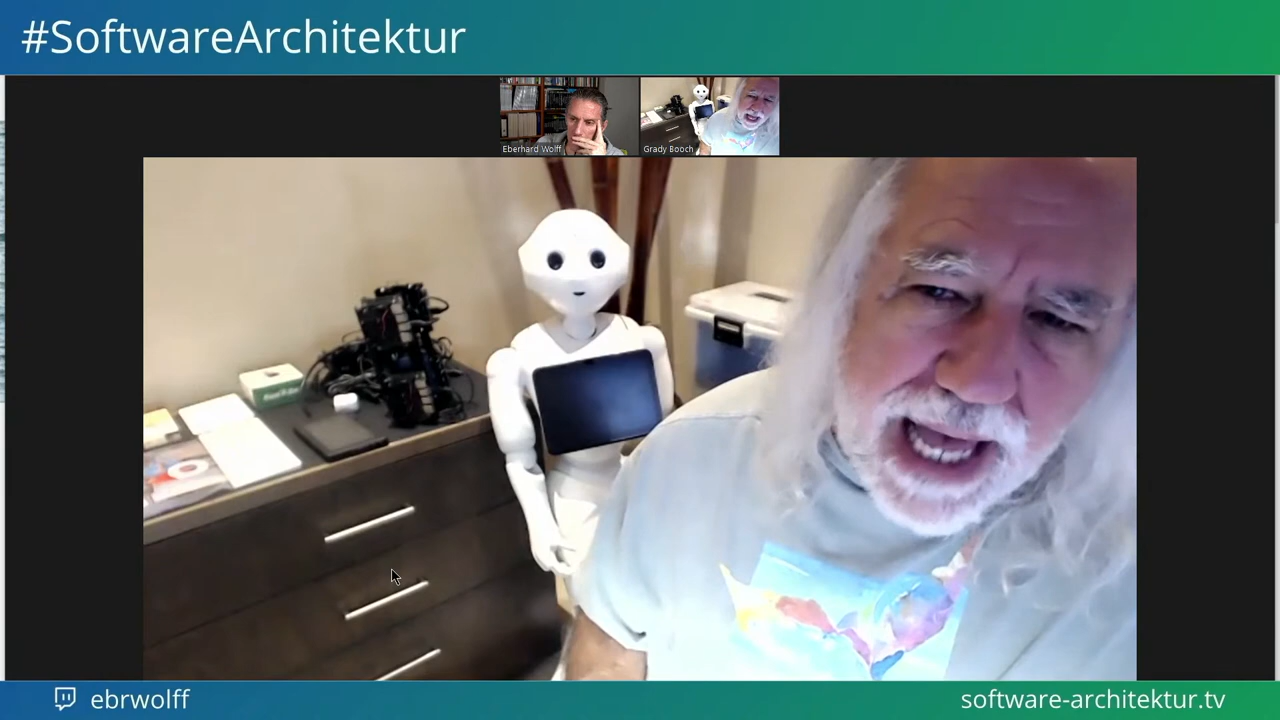 #SoftwareArchitektur
Eberhard Wolff
Grady Booch
ebrwolff
software-architektur.tv